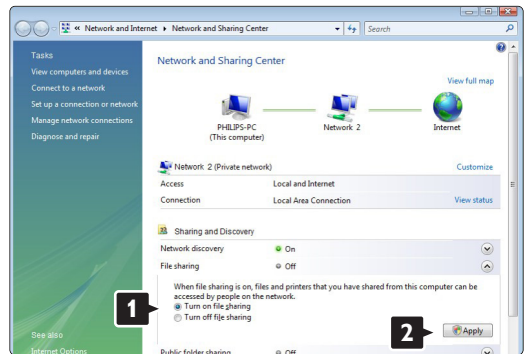 « Network and Internet ▸ Network and Sharing Center
Search
Tasks
View computers and devices
Connect to a network
Set up a connection or network
Manage network connections
Diagnose and repair
See also
Internet Options
Network and Sharing Center
View full map
PHILIPS-PC
(This computer)
Network 2
Internet
Network 2 (Private network)
Customize
Access
Local and Internet
Connection
Local Area Connection
View status
Sharing and Discovery
Network discovery
On
File sharing
Off
When file sharing is on, files and printers that you have shared from this computer can be
accessed by people on the network.
1
Turn on file sharing
Turn off file sharing
2
Apply
Public folder sharing
Off